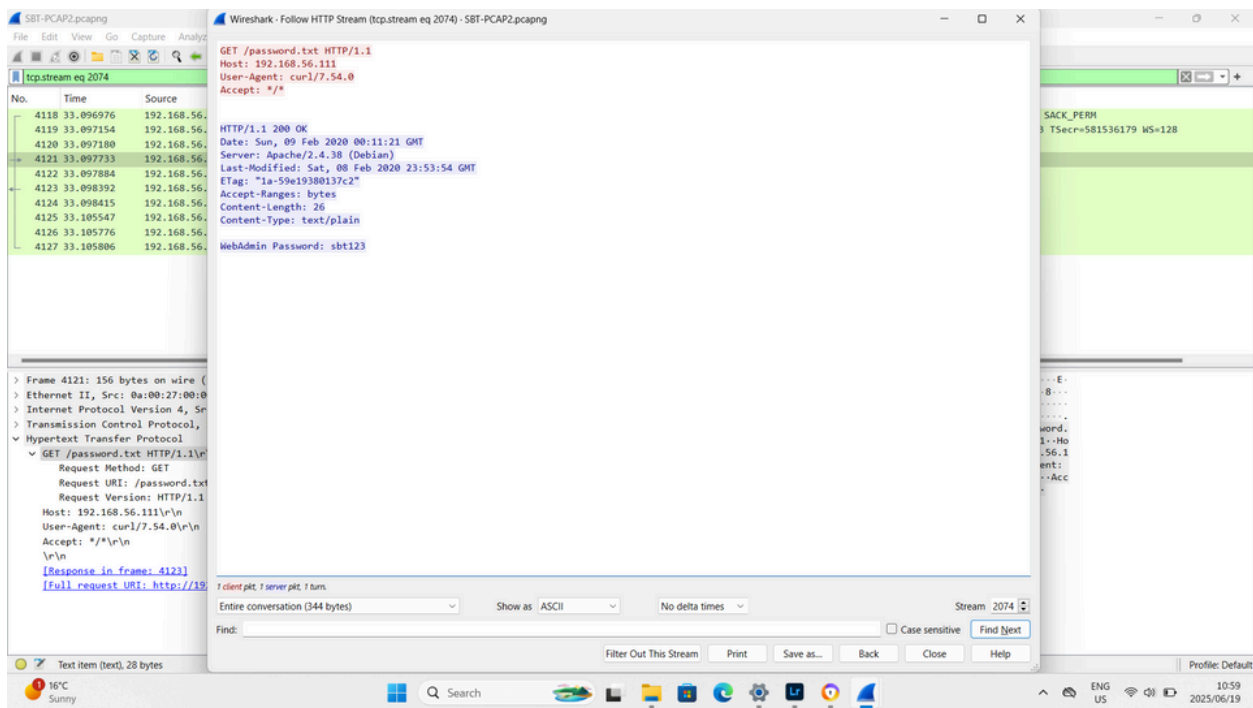 SBT-PCAP2.pcapng
File Edit View Go Capture Analyz
tcp.stream eq 2074
No. Time Source
4118 33.096976 192.168.56.
4119 33.097154 192.168.56.
4120 33.097180 192.168.56.
4121 33.097733 192.168.56.
4122 33.097884 192.168.56.
4123 33.098392 192.168.56.
4124 33.098415 192.168.56.
4125 33.105547 192.168.56.
4126 33.105776 192.168.56.
4127 33.105806 192.168.56.
SACK_PERM
3 TSecr=581536179 WS=128
Wireshark · Follow HTTP Stream (tcp.stream eq 2074) · SBT-PCAP2.pcapng
GET /password.txt HTTP/1.1
Host: 192.168.56.111
User-Agent: curl/7.54.0
Accept: */*
HTTP/1.1 200 OK
Date: Sun, 09 Feb 2020 00:11:21 GMT
Server: Apache/2.4.38 (Debian)
Last-Modified: Sat, 08 Feb 2020 23:53:54 GMT
ETag: "1a-59e19380137c2"
Accept-Ranges: bytes
Content-Length: 26
Content-Type: text/plain
WebAdmin Password: sbt123
1 client pkt, 1 server pkt, 1 turn.
Entire conversation (344 bytes) Show as ASCII No delta times Stream 2074
Find: Case sensitive Find Next
Filter Out This Stream Print Save as... Back Close Help
> Frame 4121: 156 bytes on wire (
> Ethernet II, Src: 0a:00:27:00:0
> Internet Protocol Version 4, Sr
> Transmission Control Protocol,
Hypertext Transfer Protocol
GET /password.txt HTTP/1.1\r
Request Method: GET
Request URI: /password.txt
Request Version: HTTP/1.1
Host: 192.168.56.111\r\n
User-Agent: curl/7.54.0\r\n
Accept: */*\r\n
\r\n
[Response in frame: 4123]
[Full request URI: http://19
···E·
·8···
·····
····.
word.
1··Ho
.56.1
ent:
··Acc
Text item (text), 28 bytes
Profile: Default
1
16°C
Sunny
Search
ENG
US
10:59
2025/06/19